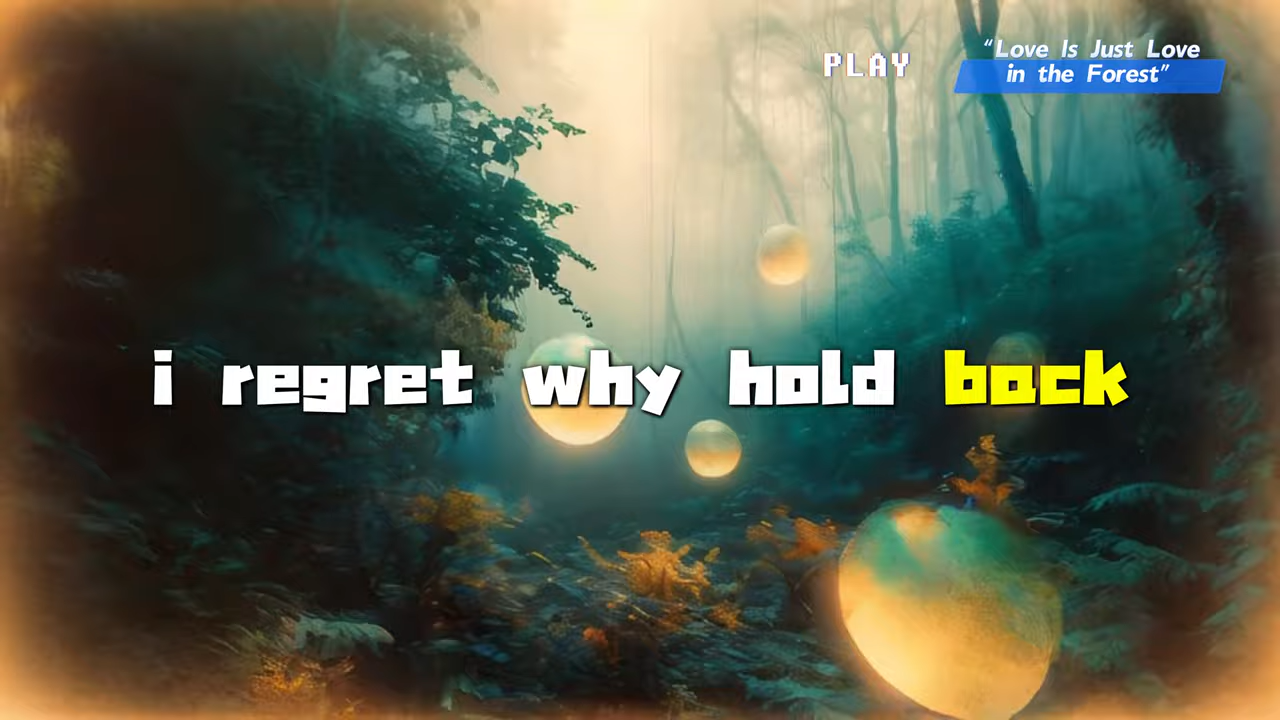 PLAY
“Love Is Just Love
in the Forest”
i regret why hold back